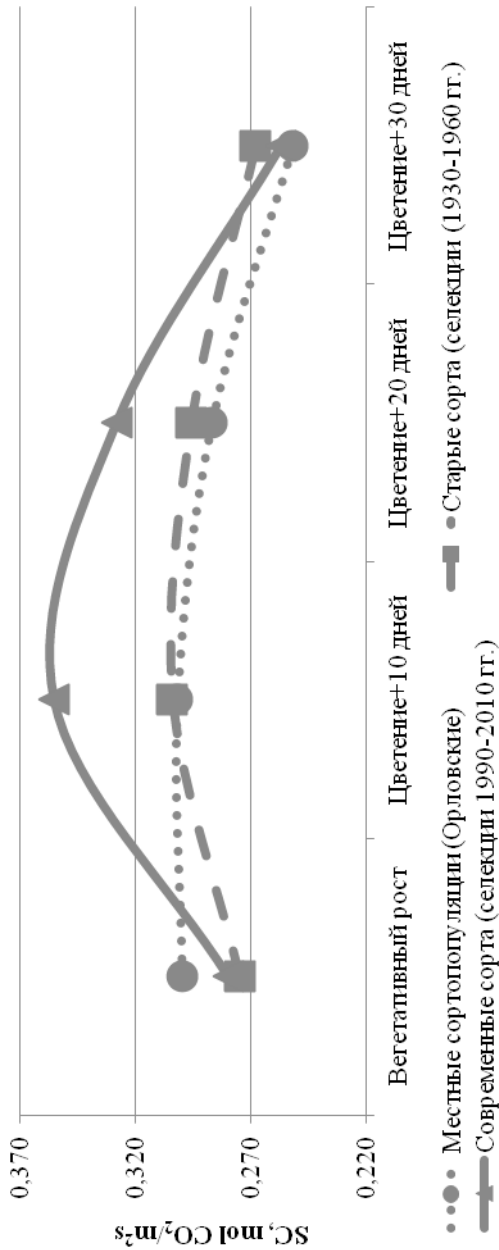 SC, mol CO₂/m²s
0,370
0,320
0,270
0,220
Вегетативный рост
Цветение+10 дней
Цветение+20 дней
Цветение+30 дней
Местные сортопопуляции (Орловские)
Старые сорта (селекции (1930-1960 гг.)
Современные сорта (селекции 1990-2010 гг.)